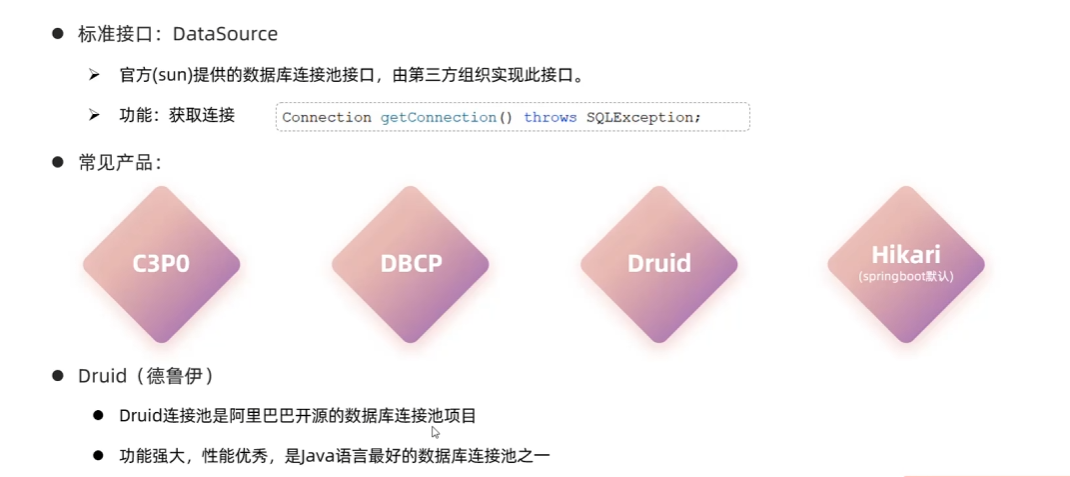 标准接口：DataSource
官方(sun)提供的数据库连接池接口，由第三方组织实现此接口。
功能：获取连接 Connection getConnection() throws SQLException;
常见产品：
C3P0 DBCP Druid Hikari
(springboot默认)
Druid（德鲁伊）
Druid连接池是阿里巴巴开源的数据库连接池项目
功能强大，性能优秀，是Java语言最好的数据库连接池之一